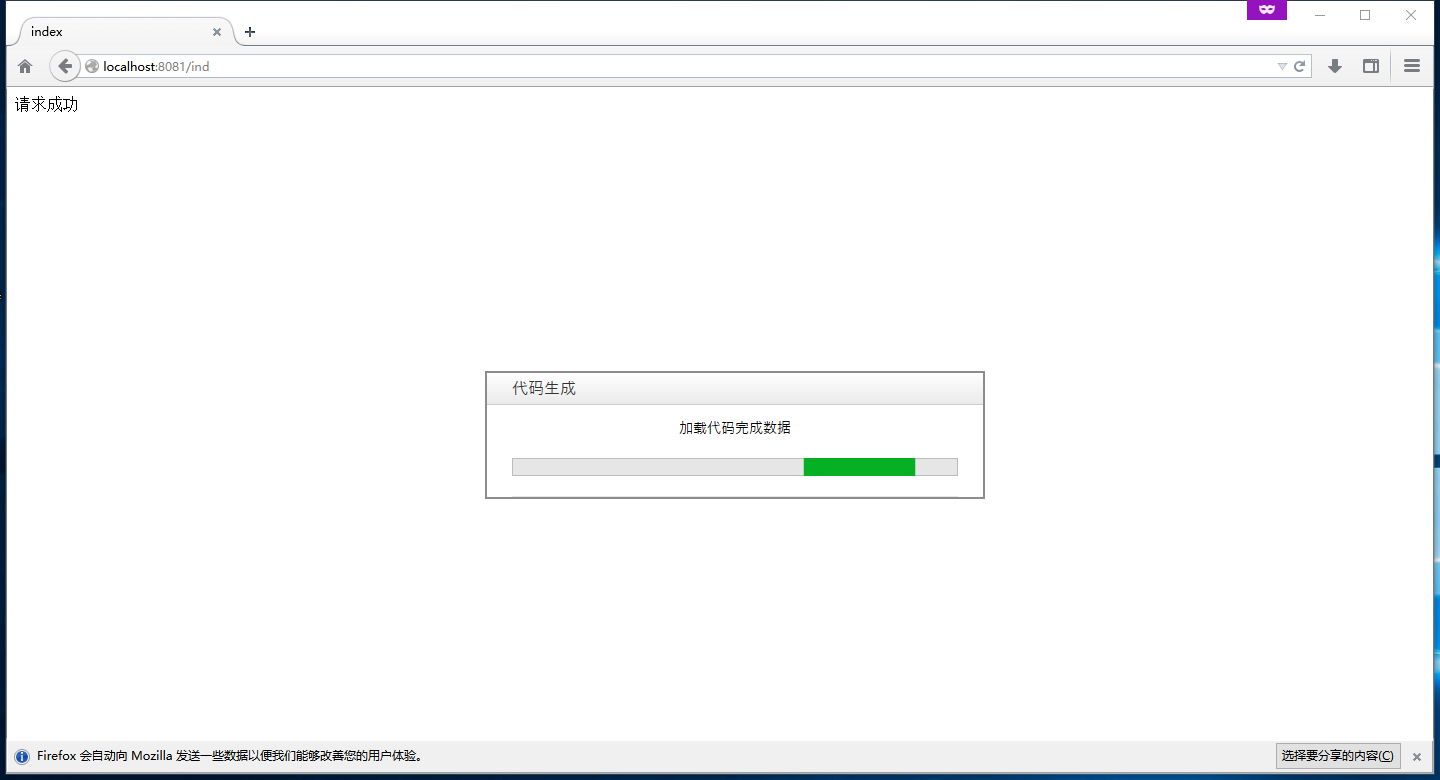 index
localhost:8081/ind
请求成功
代码生成
加载代码完成数据
Firefox 会自动向 Mozilla 发送一些数据以便我们能够改善您的用户体验。
选择要分享的内容(C)